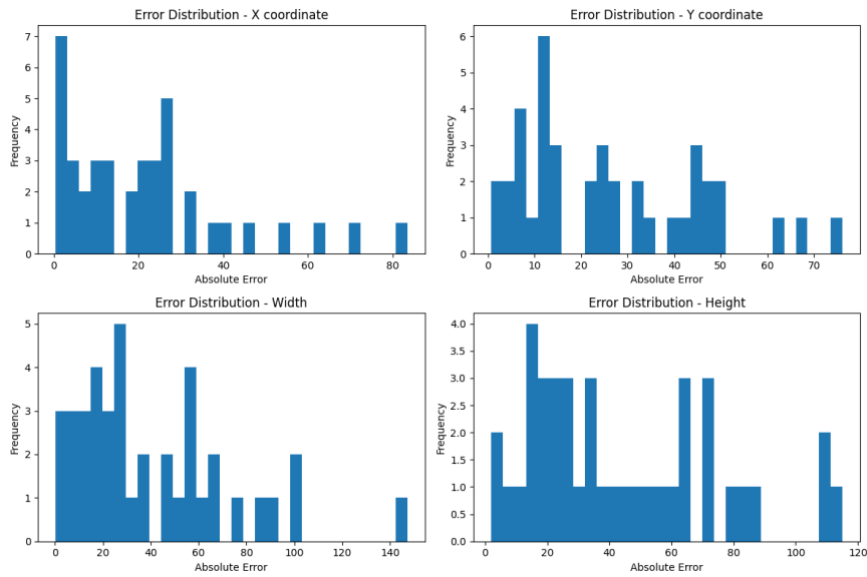 Error Distribution - X coordinate
Frequency
7
6
5
4
3
2
1
0
0 20 40 60 80
Absolute Error
Error Distribution - Y coordinate
Frequency
6
5
4
3
2
1
0
0 10 20 30 40 50 60 70
Absolute Error
Error Distribution - Width
Frequency
5
4
3
2
1
0
0 20 40 60 80 100 120 140
Absolute Error
Error Distribution - Height
Frequency
4.0
3.5
3.0
2.5
2.0
1.5
1.0
0.5
0.0
0 20 40 60 80 100 120
Absolute Error